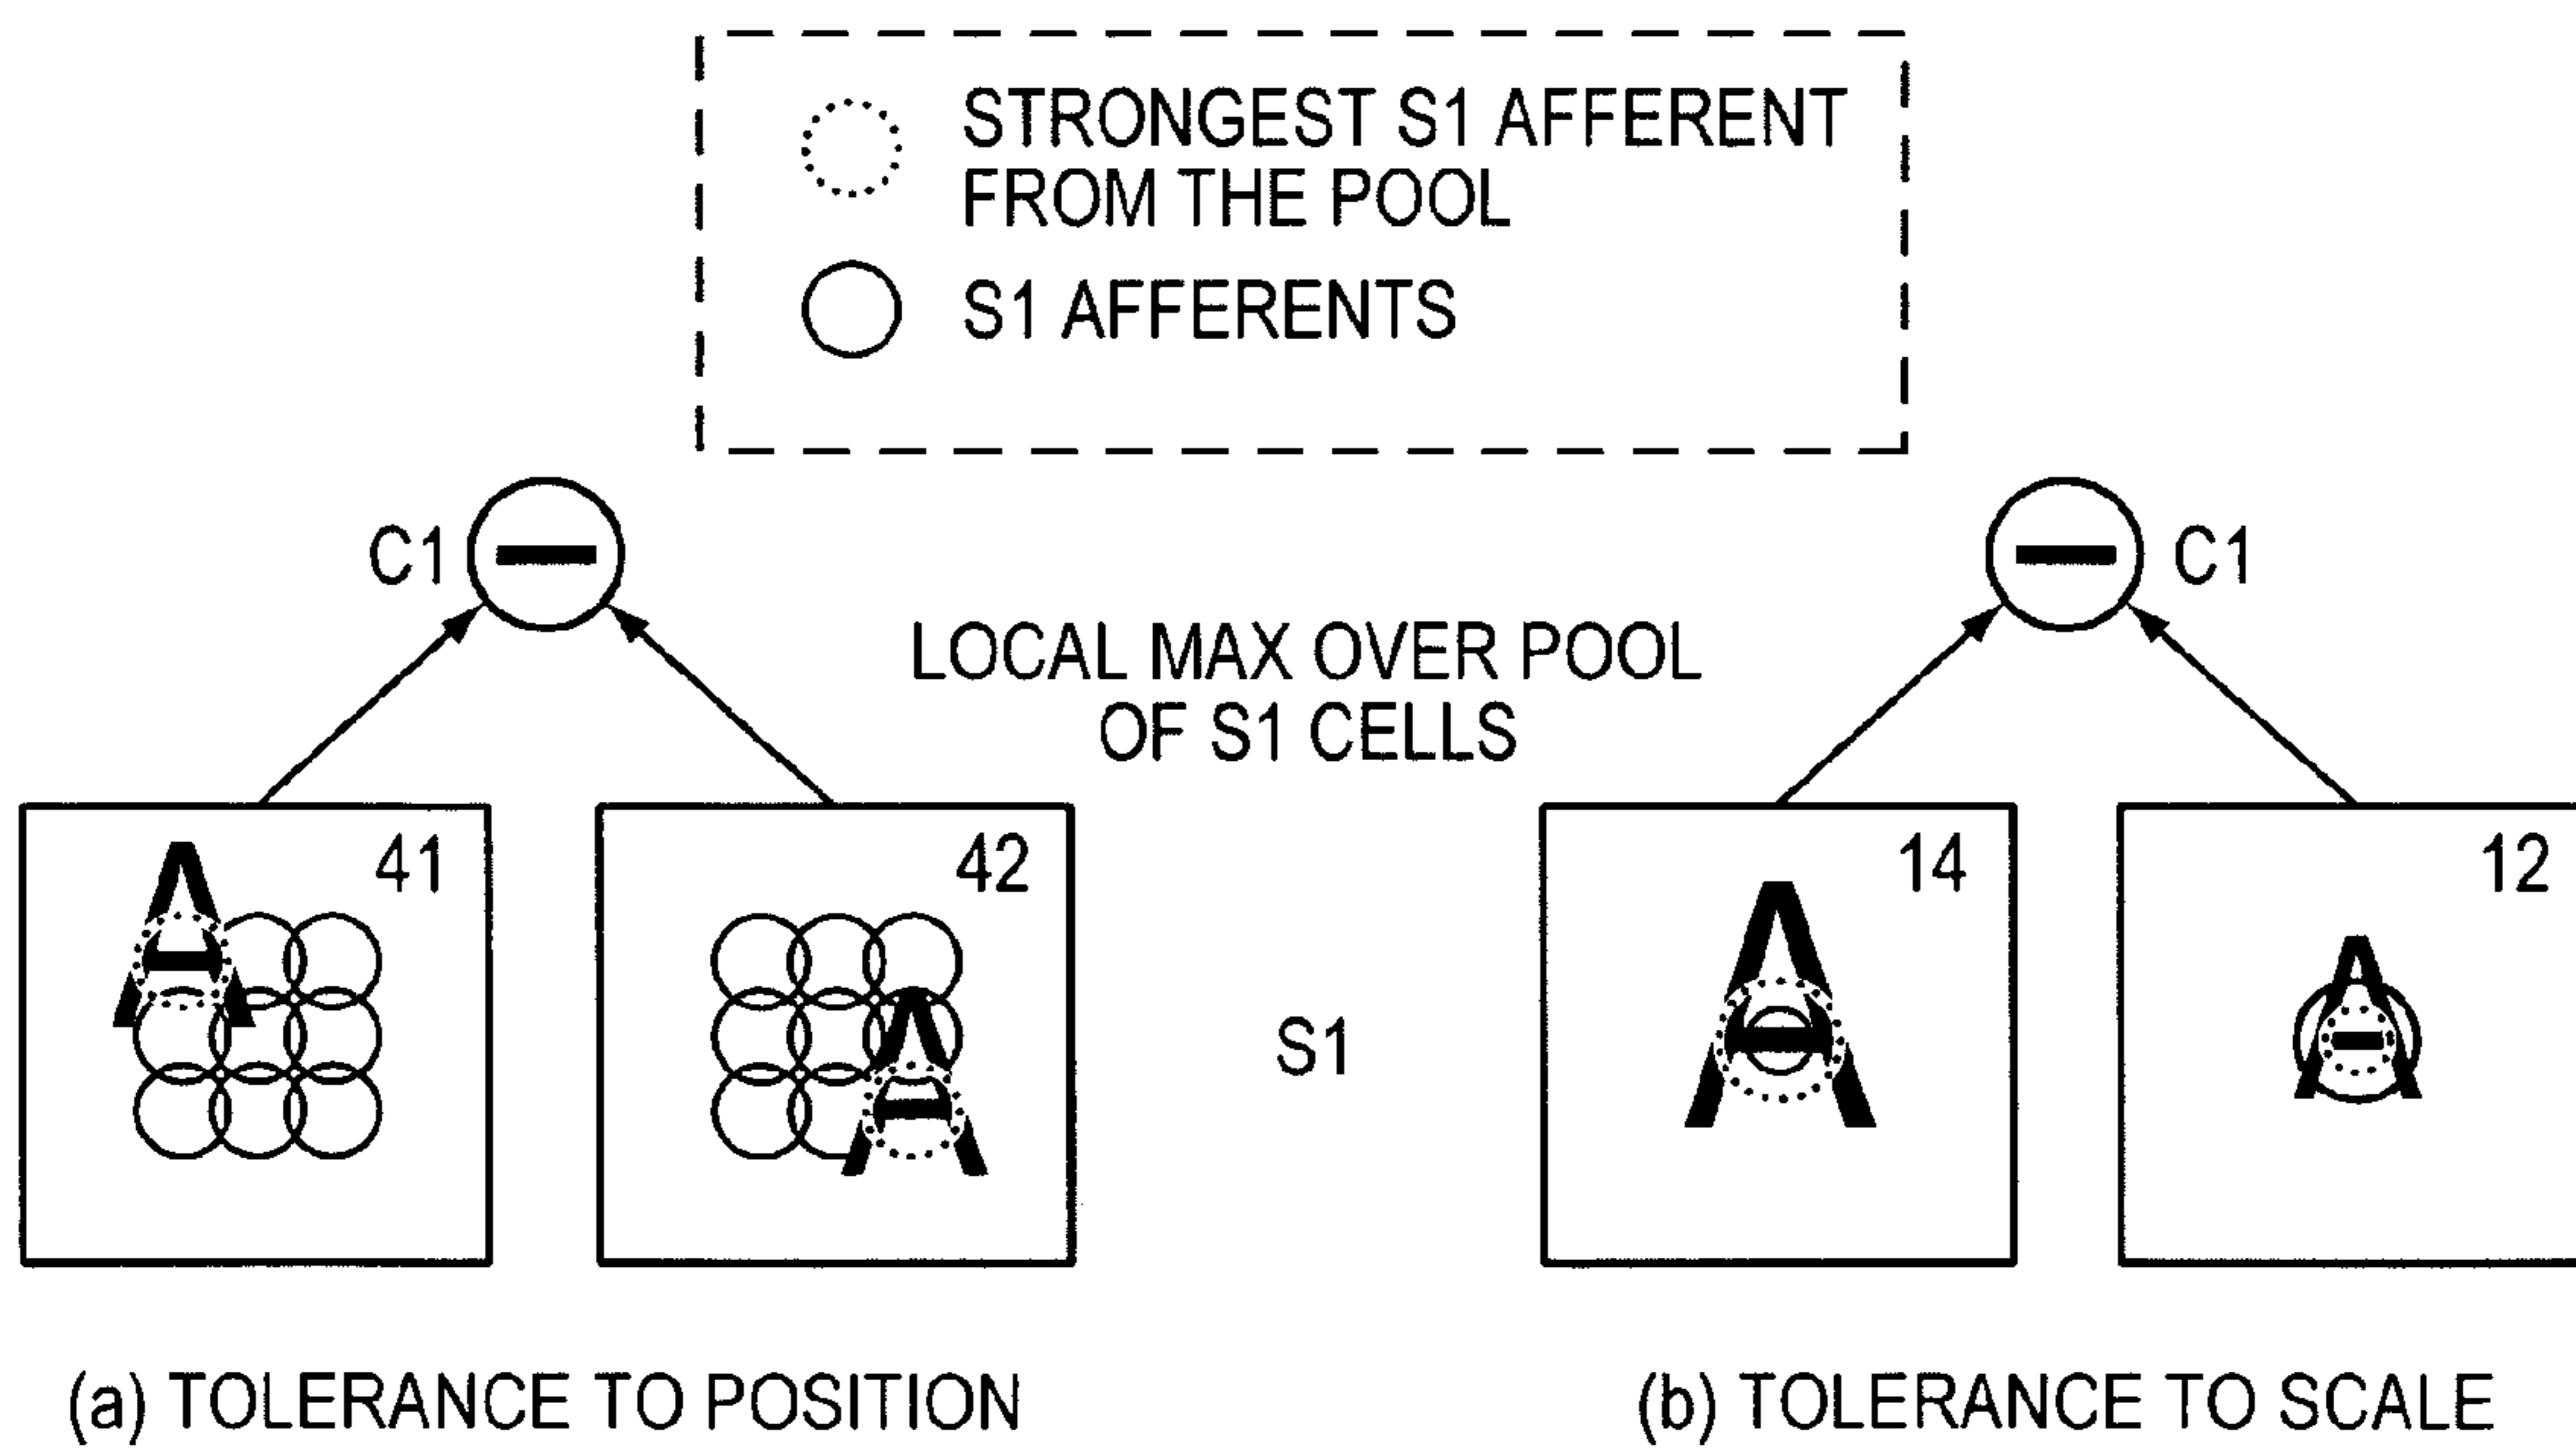 STRONGEST S1 AFFERENT
FROM THE POOL
S1 AFFERENTS
C1
C1
LOCAL MAX OVER POOL
OF S1 CELLS
41
42
14
12
A
A
A
A
S1
(a) TOLERANCE TO POSITION
(b) TOLERANCE TO SCALE